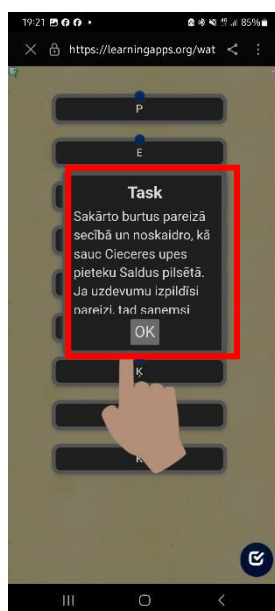 19:21
85%
https://learningapps.org/wat
P
E
Task
Sakārto burtus pareizā
secībā un noskaidro, kā
sauc Cieceres upes
pieteku Saldus pilsētā.
Ja uzdevumu izpildīsi
pareizi, tad saņemsi
OK
Ķ